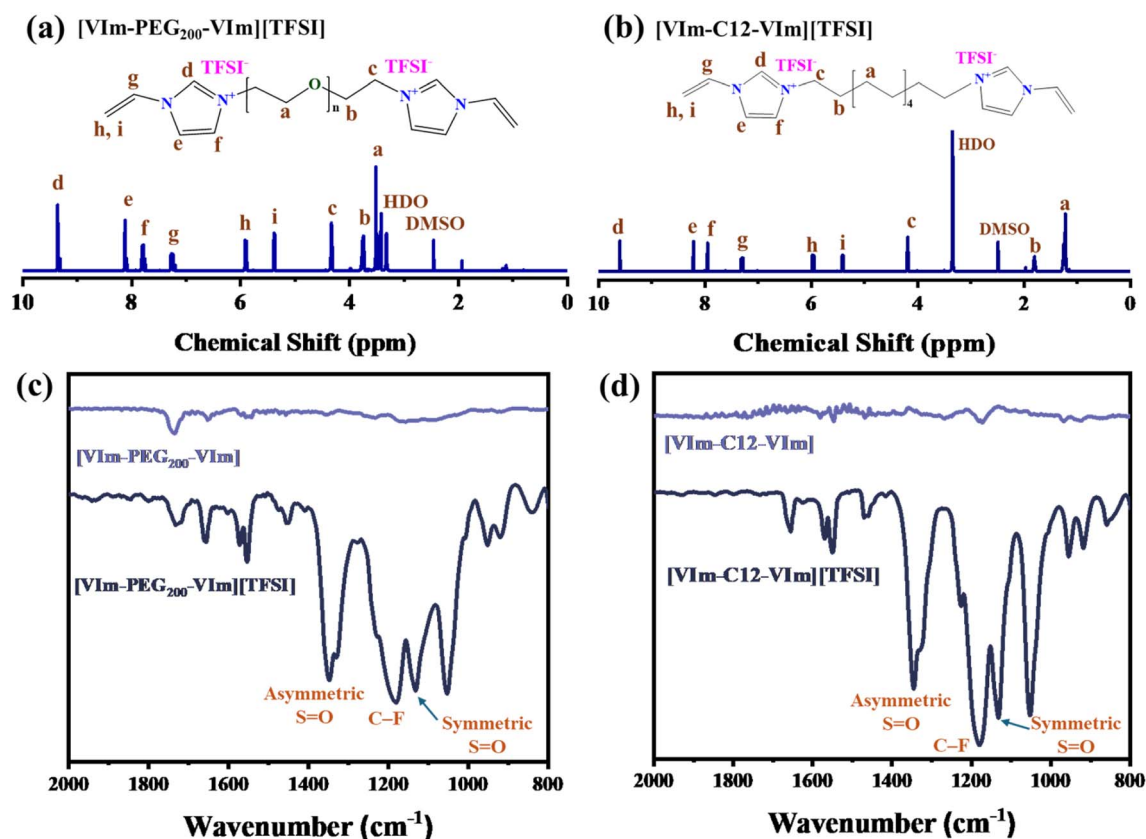 (a) [VIm-PEG200-VIm][TFSI]
TFSI- TFSI-
d c
g O
N N+ n N+ N
h, i a b
e f
d e f g h i c b a HDO DMSO
10 8 6 4 2 0
Chemical Shift (ppm)
(b) [VIm-C12-VIm][TFSI]
TFSI- TFSI-
g d c a
N N+ 4 N+ N
h, i b
e f
d e f g h i c HDO DMSO b a
10 8 6 4 2 0
Chemical Shift (ppm)
(c)
[VIm-PEG200-VIm]
[VIm-PEG200-VIm][TFSI]
Asymmetric
S=O
C–F
Symmetric
S=O
2000 1800 1600 1400 1200 1000 800
Wavenumber (cm-1)
(d)
[VIm-C12-VIm]
[VIm-C12-VIm][TFSI]
Asymmetric
S=O
C–F
Symmetric
S=O
2000 1800 1600 1400 1200 1000 800
Wavenumber (cm-1)